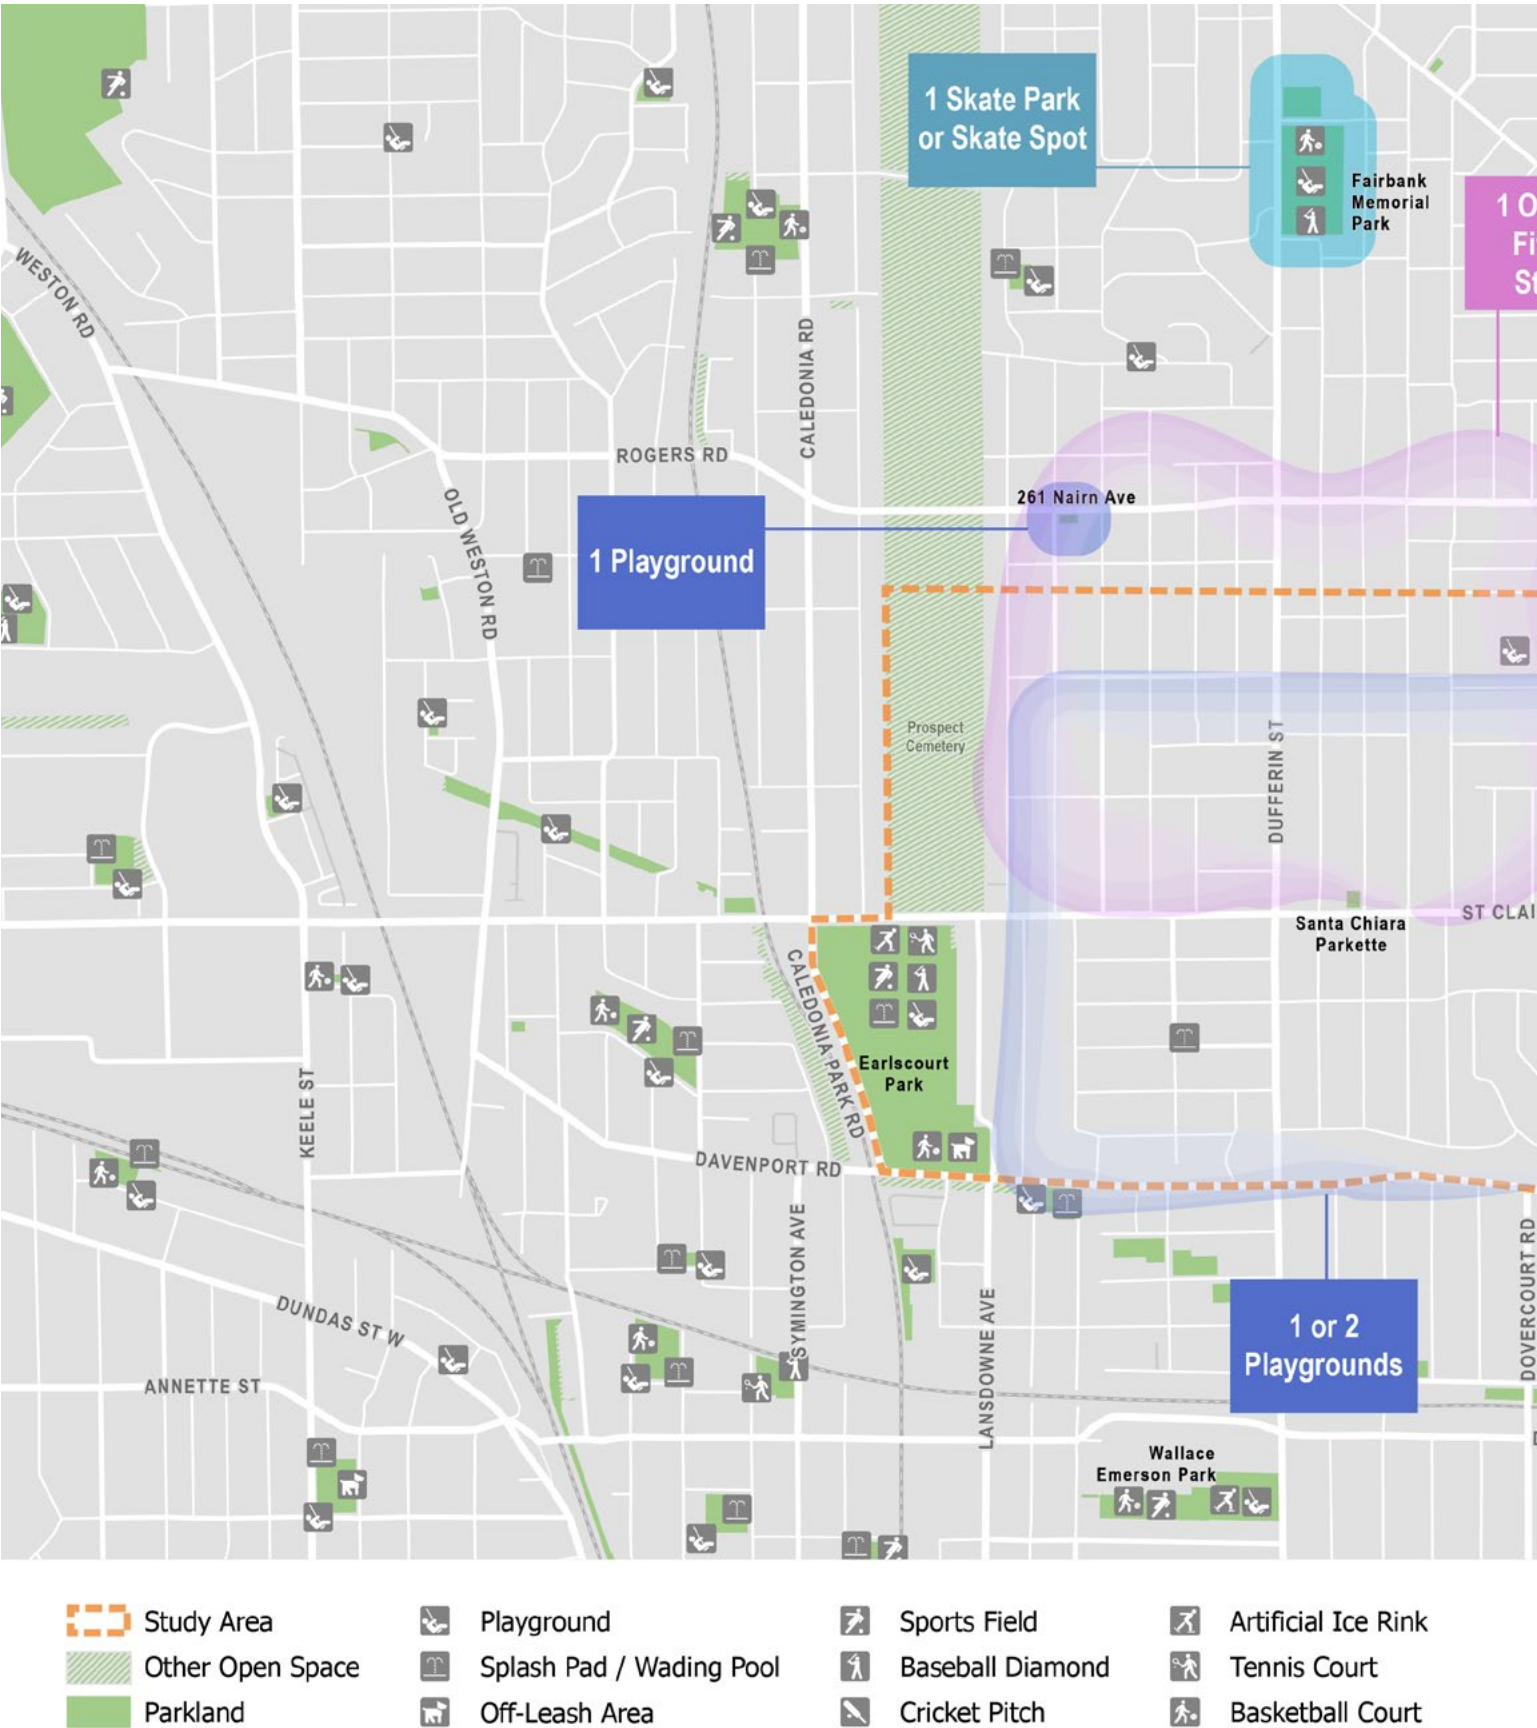 1 Skate Park
or Skate Spot
Fairbank
Memorial
Park
1 O
Fi
St
WESTON RD
CALEDONIA RD
ROGERS RD
OLD WESTON RD
261 Nairn Ave
1 Playground
Prospect
Cemetery
DUFFERIN ST
ST CLAI
Santa Chiara
Parkette
CALEDONIA PARK RD
Earlscourt
Park
KEELE ST
DAVENPORT RD
SYMINGTON AVE
LANSDOWNE AVE
DOVERCOURT RD
DUNDAS ST W
1 or 2
Playgrounds
ANNETTE ST
Wallace
Emerson Park
Study Area
Playground
Sports Field
Artificial Ice Rink
Other Open Space
Splash Pad / Wading Pool
Baseball Diamond
Tennis Court
Parkland
Off-Leash Area
Cricket Pitch
Basketball Court